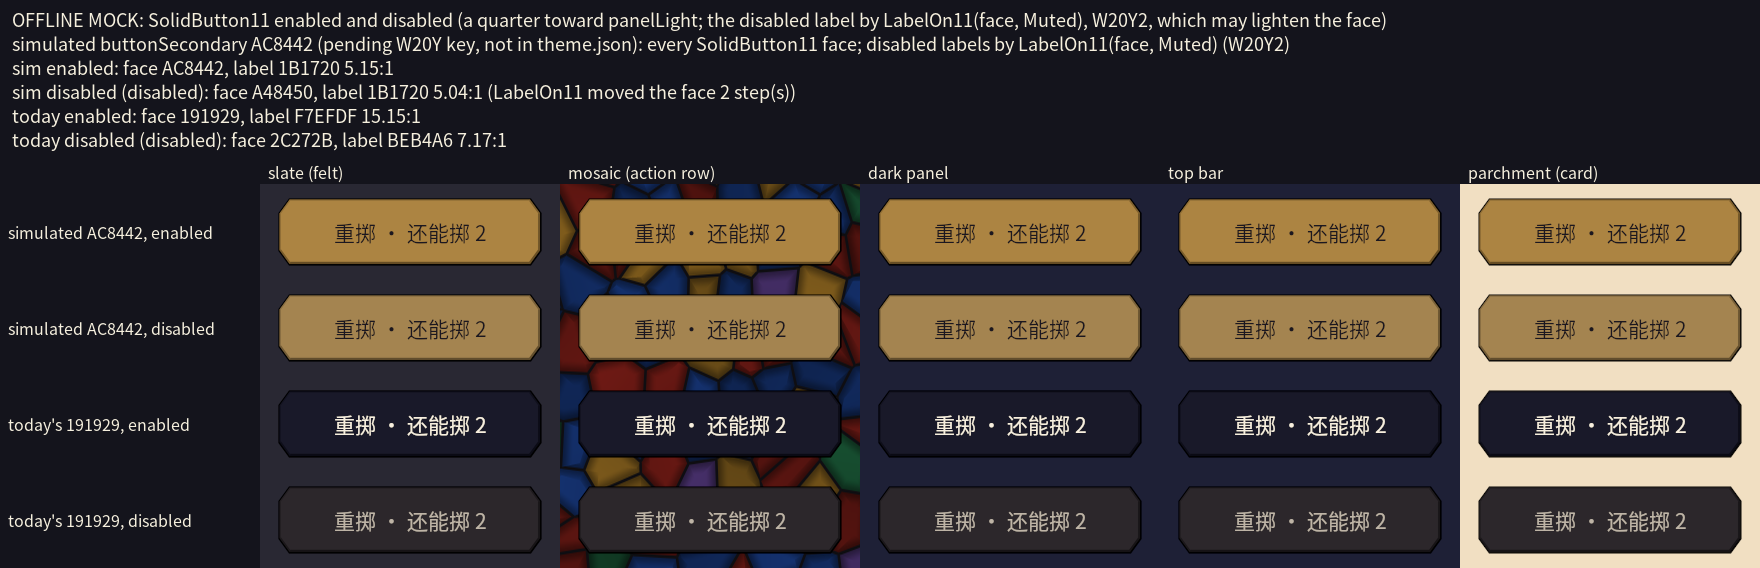 OFFLINE MOCK: SolidButton11 enabled and disabled (a quarter toward panelLight; the disabled label by LabelOn11(face, Muted), W20Y2, which may lighten the face)
simulated buttonSecondary AC8442 (pending W20Y key, not in theme.json): every SolidButton11 face; disabled labels by LabelOn11(face, Muted) (W20Y2)
sim enabled: face AC8442, label 1B1720 5.15:1
sim disabled (disabled): face A48450, label 1B1720 5.04:1 (LabelOn11 moved the face 2 step(s))
today enabled: face 191929, label F7EFDF 15.15:1
today disabled (disabled): face 2C272B, label BEB4A6 7.17:1
slate (felt) mosaic (action row) dark panel top bar parchment (card)
simulated AC8442, enabled 重掷 · 还能掷 2 重掷 · 还能掷 2 重掷 · 还能掷 2 重掷 · 还能掷 2 重掷 · 还能掷 2
simulated AC8442, disabled 重掷 · 还能掷 2 重掷 · 还能掷 2 重掷 · 还能掷 2 重掷 · 还能掷 2 重掷 · 还能掷 2
today's 191929, enabled 重掷 · 还能掷 2 重掷 · 还能掷 2 重掷 · 还能掷 2 重掷 · 还能掷 2 重掷 · 还能掷 2
today's 191929, disabled 重掷 · 还能掷 2 重掷 · 还能掷 2 重掷 · 还能掷 2 重掷 · 还能掷 2 重掷 · 还能掷 2